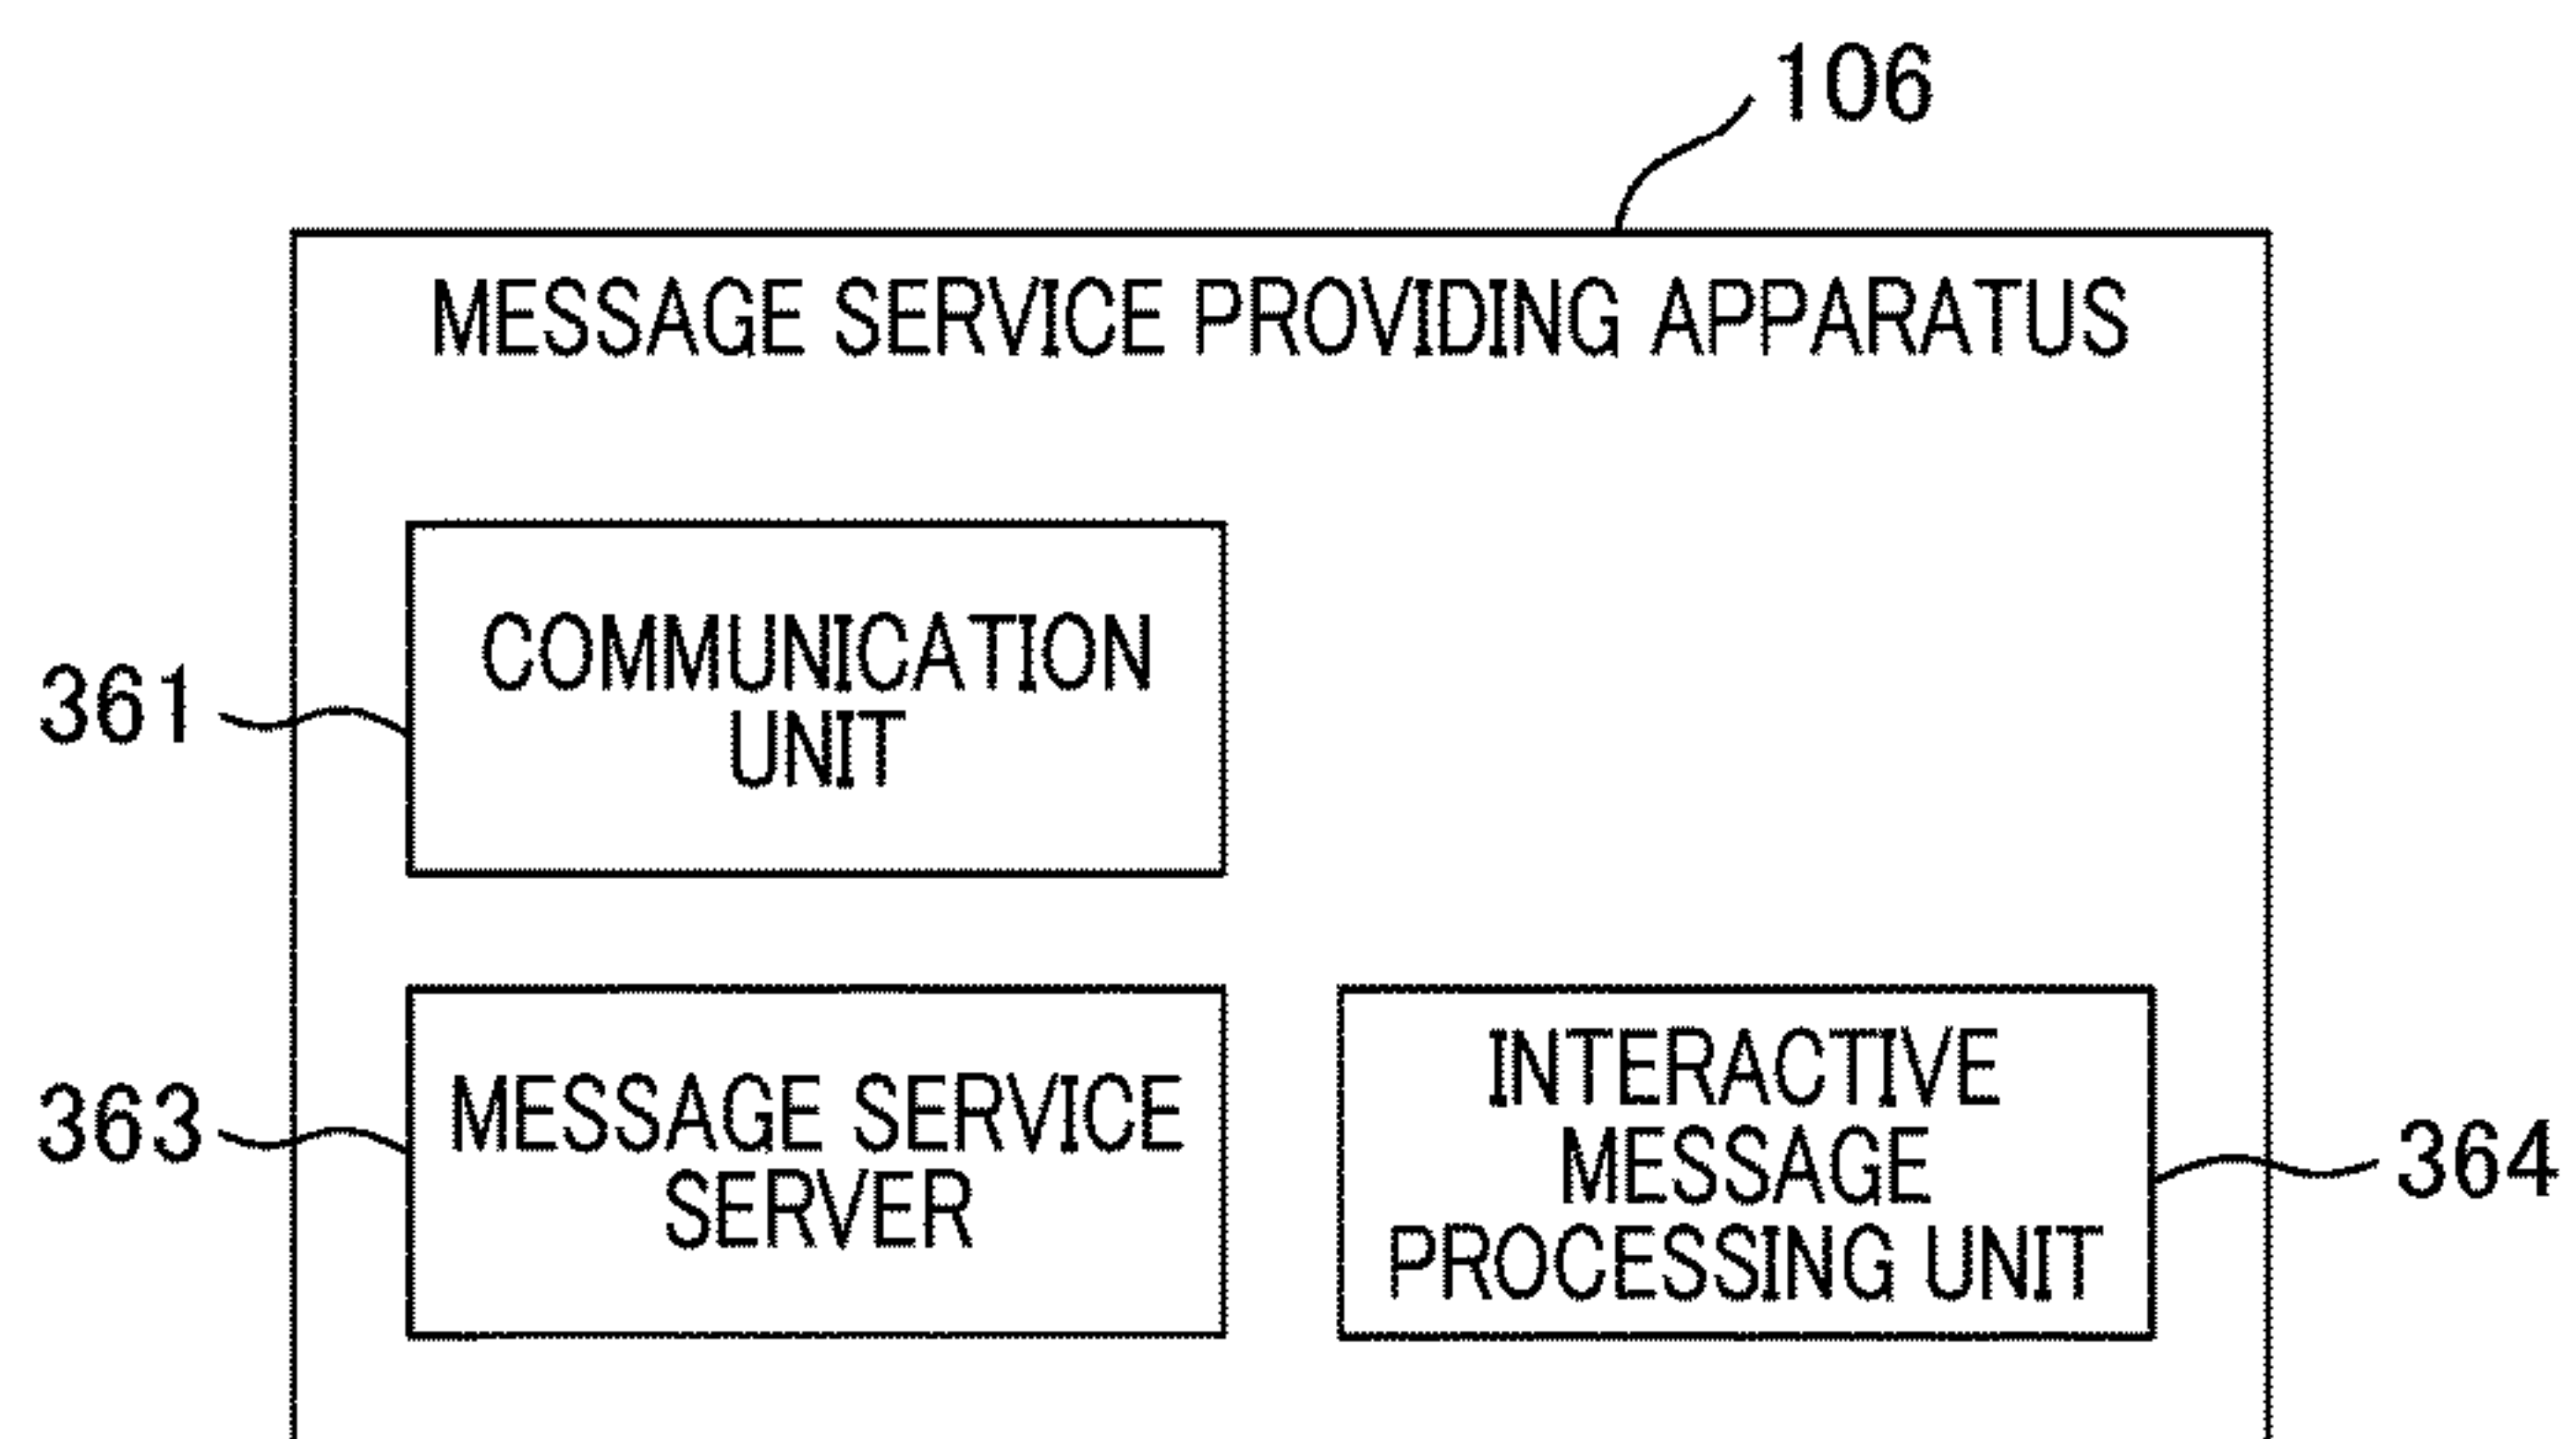 106
MESSAGE SERVICE PROVIDING APPARATUS
361
COMMUNICATION
UNIT
363
MESSAGE SERVICE
SERVER
INTERACTIVE
MESSAGE
PROCESSING UNIT
364